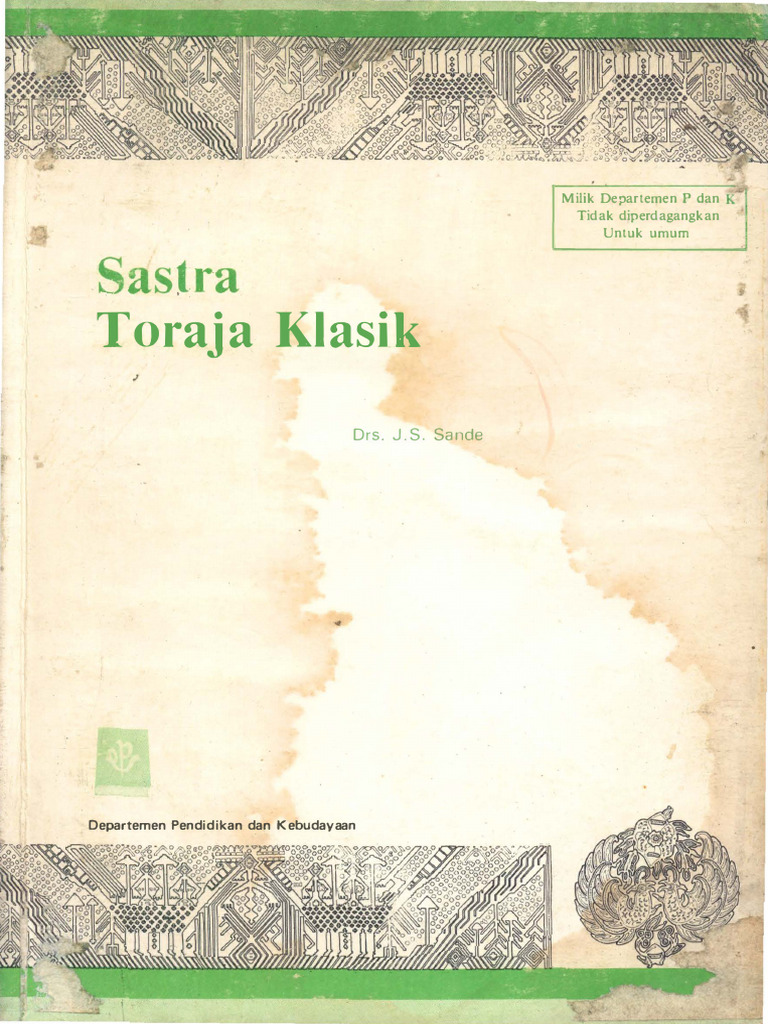 Milik Departemen P dan K
Tidak diperdagangkan
Untuk umum
Sastra
Toraja Klasik
Drs. J.S. Sande
Departemen Pendidikan dan Kebudayaan